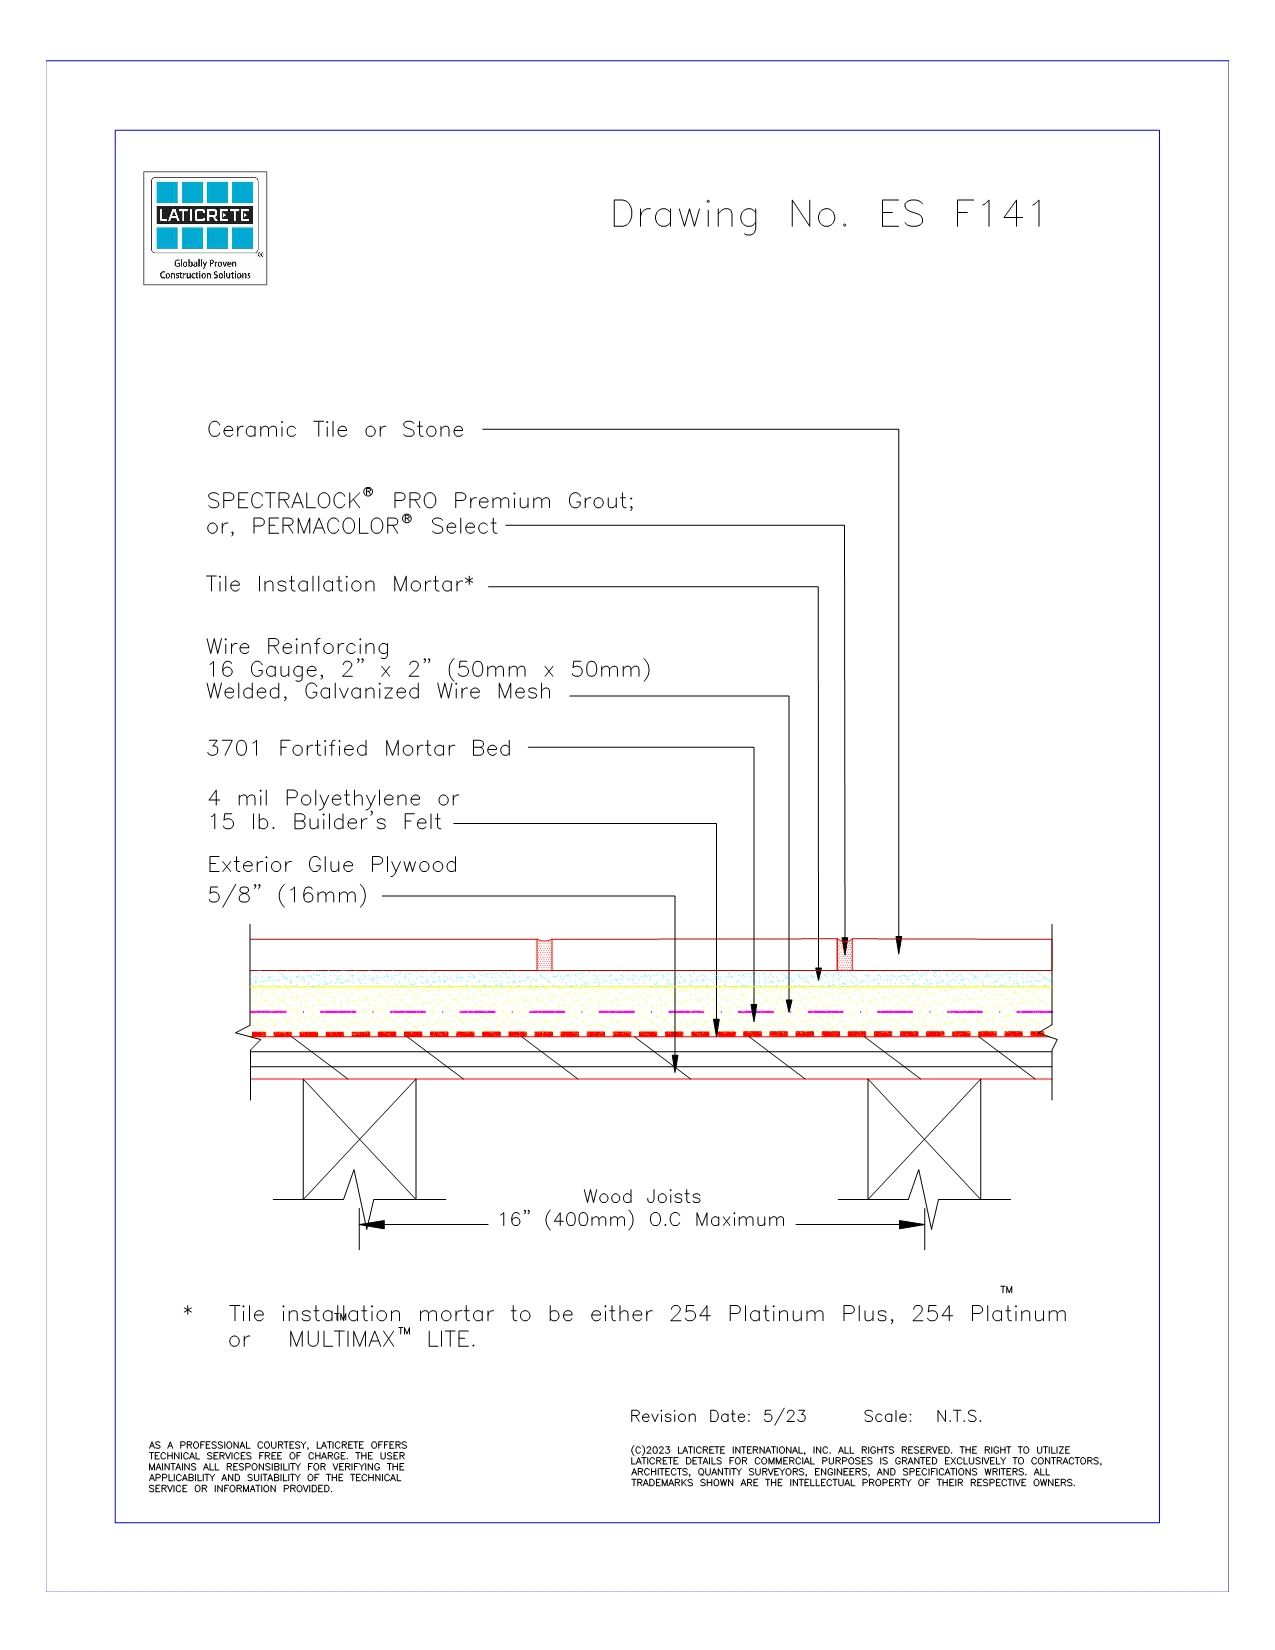 LATICRETE
®
Globally Proven
Construction Solutions
Drawing No. ES F141
Ceramic Tile or Stone
SPECTRALOCK® PRO Premium Grout;
or, PERMACOLOR® Select
Tile Installation Mortar*
Wire Reinforcing
16 Gauge, 2” x 2” (50mm x 50mm)
Welded, Galvanized Wire Mesh
3701 Fortified Mortar Bed
4 mil Polyethylene or
15 lb. Builder's Felt
Exterior Glue Plywood
5/8” (16mm)
Wood Joists
16” (400mm) O.C Maximum
™
* Tile installation mortar to be either 254 Platinum Plus, 254 Platinum
™
or MULTIMAX™ LITE.
Revision Date: 5/23 Scale: N.T.S.
AS A PROFESSIONAL COURTESY, LATICRETE OFFERS
TECHNICAL SERVICES FREE OF CHARGE. THE USER
MAINTAINS ALL RESPONSIBILITY FOR VERIFYING THE
APPLICABILITY AND SUITABILITY OF THE TECHNICAL
SERVICE OR INFORMATION PROVIDED.
(C)2023 LATICRETE INTERNATIONAL, INC. ALL RIGHTS RESERVED. THE RIGHT TO UTILIZE
LATICRETE DETAILS FOR COMMERCIAL PURPOSES IS GRANTED EXCLUSIVELY TO CONTRACTORS,
ARCHITECTS, QUANTITY SURVEYORS, ENGINEERS, AND SPECIFICATIONS WRITERS. ALL
TRADEMARKS SHOWN ARE THE INTELLECTUAL PROPERTY OF THEIR RESPECTIVE OWNERS.